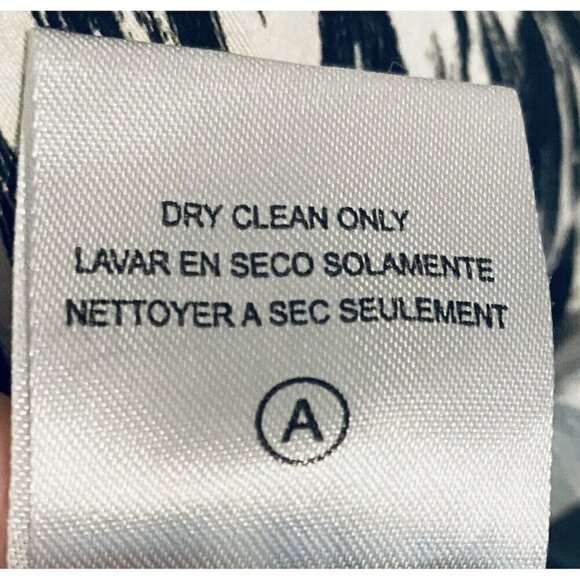 DRY CLEAN ONLY
LAVAR EN SECO SOLAMENTE
NETTOYER A SEC SEULEMENT
A